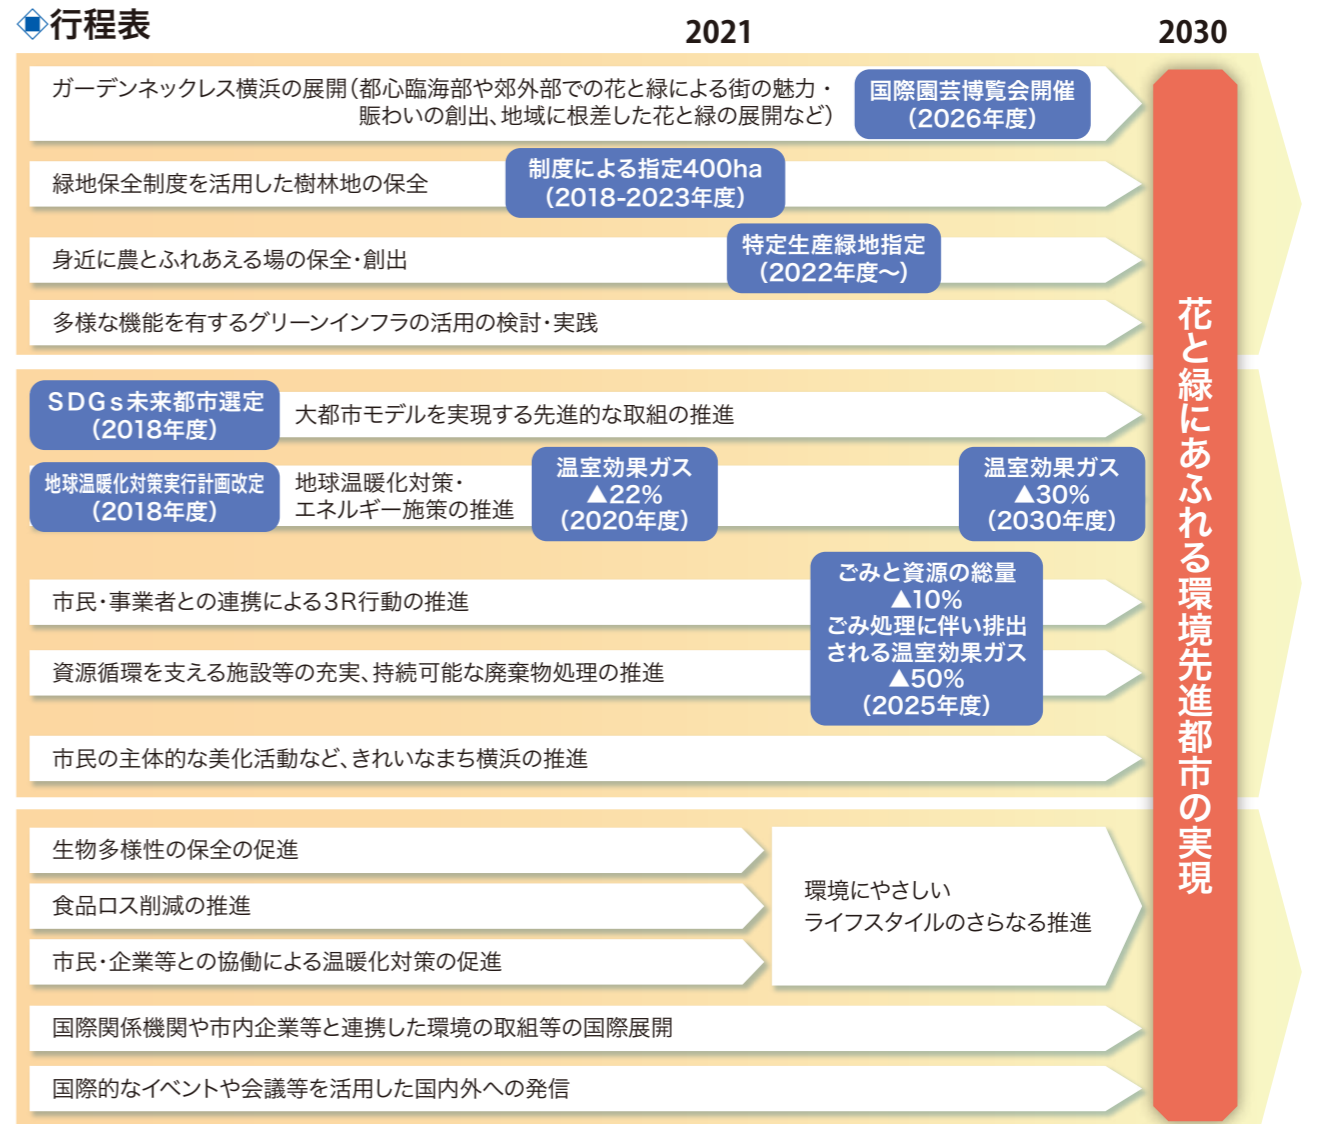 行程表
2021
2030
ガーデンネックレス横浜の展開(都心臨海部や郊外部での花と緑による街の魅力・
賑わいの創出、地域に根差した花と緑の展開など)
国際園芸博覧会開催
(2026年度)
緑地保全制度を活用した樹林地の保全
制度による指定400ha
(2018-2023年度)
身近に農とふれあえる場の保全・創出
特定生産緑地指定
(2022年度～)
多様な機能を有するグリーンインフラの活用の検討・実践
SDGs未来都市選定
(2018年度)
大都市モデルを実現する先進的な取組の推進
地球温暖化対策実行計画改定
(2018年度)
地球温暖化対策・
エネルギー施策の推進
温室効果ガス
▲22%
(2020年度)
温室効果ガス
▲30%
(2030年度)
市民・事業者との連携による3R行動の推進
資源循環を支える施設等の充実、持続可能な廃棄物処理の推進
ごみと資源の総量
▲10%
ごみ処理に伴い排出
される温室効果ガス
▲50%
(2025年度)
市民の主体的な美化活動など、きれいなまち横浜の推進
生物多様性の保全の促進
食品ロス削減の推進
市民・企業等との協働による温暖化対策の促進
環境にやさしい
ライフスタイルのさらなる推進
国際関係機関や市内企業等と連携した環境の取組等の国際展開
国際的なイベントや会議等を活用した国内外への発信
花と緑にあふれる環境先進都市の実現